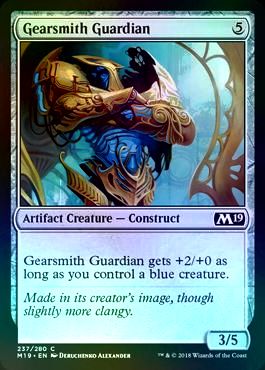 Gearsmith Guardian 5
Artifact Creature — Construct M19
Gearsmith Guardian gets +2/+0 as
long as you control a blue creature.
Made in its creator's image, though
slightly more clangy.
3/5
237/280 C
M19 • EN Deruchenko Alexander
™ & © 2018 Wizards of the Coast